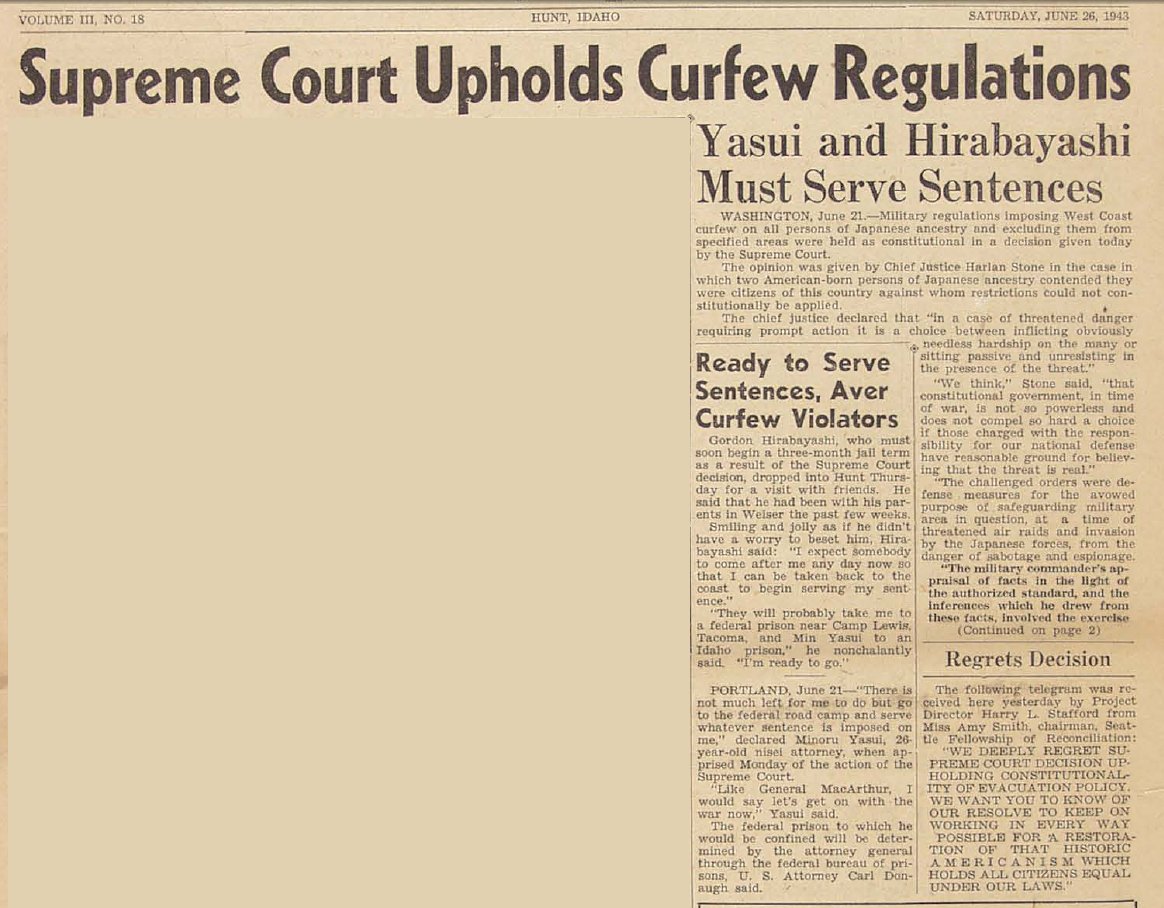 VOLUME III, NO. 18
HUNT, IDAHO
SATURDAY, JUNE 26, 1943
Supreme Court Upholds Curfew Regulations
Yasui and Hirabayashi
Must Serve Sentences
WASHINGTON, June 21.—Military regulations imposing West Coast
curfew on all persons of Japanese ancestry and excluding them from
specified areas were held as constitutional in a decision given today
by the Supreme Court.
The opinion was given by Chief Justice Harlan Stone in the case in
which two American-born persons of Japanese ancestry contended they
were citizens of this country against whom restrictions could not con-
stitutionally be applied.
The chief justice declared that "in a case of threatened danger
requiring prompt action it is a choice between inflicting obviously
needless hardship on the many or
sitting passive and unresisting in
the presence of the threat."
"We think," Stone said, "that
constitutional government, in time
of war, is not so powerless and
does not compel so hard a choice
if those charged with the respon-
sibility for our national defense
have reasonable ground for believ-
ing that the threat is real."
"The challenged orders were de-
fense measures for the avowed
purpose of safeguarding military
area in question, at a time of
threatened air raids and invasion
by the Japanese forces, from the
danger of sabotage and espionage.
"The military commander's ap-
praisal of facts in the light of
the authorized standard, and the
inferences which he drew from
these facts, involved the exercise
(Continued on page 2)
Ready to Serve
Sentences, Aver
Curfew Violators
Gordon Hirabayashi, who must
soon begin a three-month jail term
as a result of the Supreme Court
decision, dropped into Hunt Thurs-
day for a visit with friends. He
said that he had been with his par-
ents in Weiser the past few weeks.
Smiling and jolly as if he didn't
have a worry to beset him, Hira-
bayashi said: "I expect somebody
to come after me any day now so
that I can be taken back to the
coast to begin serving my sent-
ence."
"They will probably take me to
a federal prison near Camp Lewis,
Tacoma, and Min Yasui to an
Idaho prison," he nonchalantly
said. "I'm ready to go."
PORTLAND, June 21—"There is
not much left for me to do but go
to the federal road camp and serve
whatever sentence is imposed on
me," declared Minoru Yasui, 26-
year-old nisei attorney, when ap-
prised Monday of the action of the
Supreme Court.
"Like General MacArthur, I
would say let's get on with the
war now," Yasui said.
The federal prison to which he
would be confined will be deter-
mined by the attorney general
through the federal bureau of pri-
sons, U. S. Attorney Carl Don-
augh said.
Regrets Decision
The following telegram was re-
ceived here yesterday by Project
Director Harry L. Stafford from
Miss Amy Smith, chairman, Seat-
tle Fellowship of Reconciliation:
"WE DEEPLY REGRET SU-
PREME COURT DECISION UP-
HOLDING CONSTITUTIONAL-
ITY OF EVACUATION POLICY.
WE WANT YOU TO KNOW OF
OUR RESOLVE TO KEEP ON
WORKING IN EVERY WAY
POSSIBLE FOR A RESTORA-
TION OF THAT HISTORIC
AMERICANISM WHICH
HOLDS ALL CITIZENS EQUAL
UNDER OUR LAWS."